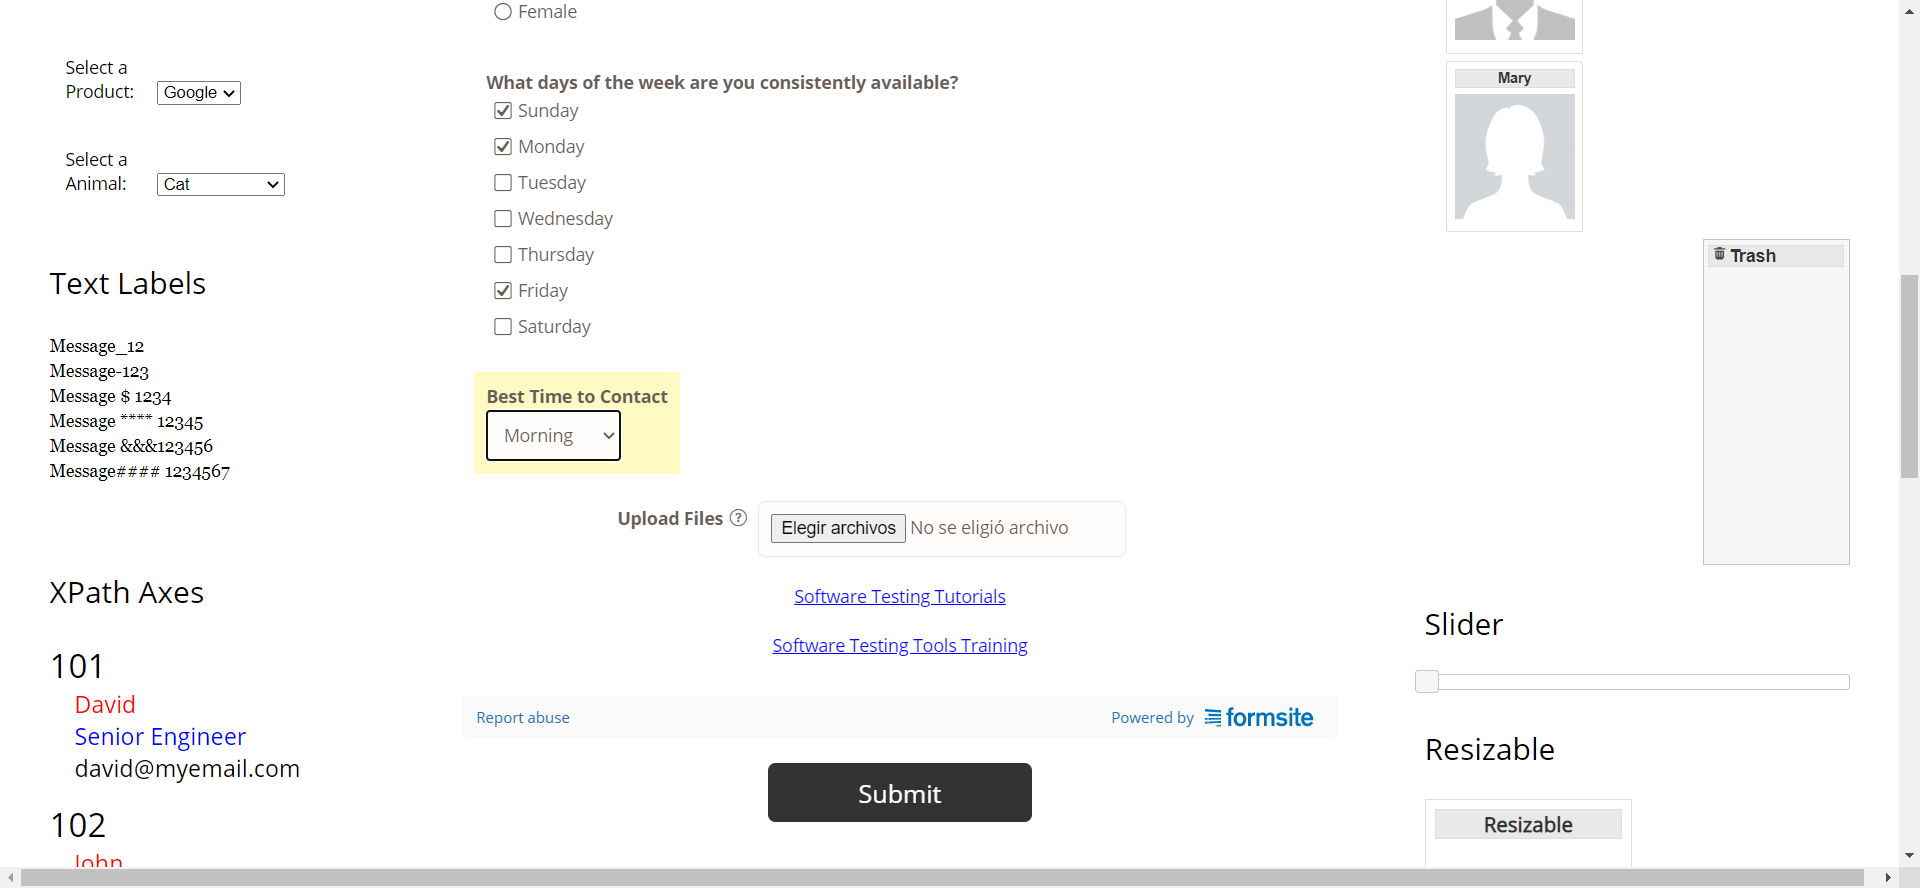 Select a
Product:
Google
Select a
Animal:
Cat
Text Labels
Message_12
Message-123
Message $ 1234
Message **** 12345
Message &&&123456
Message#### 1234567
XPath Axes
101
David
Senior Engineer
david@myemail.com
102
John
Female
What days of the week are you consistently available?
Sunday
Monday
Tuesday
Wednesday
Thursday
Friday
Saturday
Best Time to Contact
Morning
Upload Files ?
Elegir archivos No se eligió archivo
Software Testing Tutorials
Software Testing Tools Training
Report abuse
Powered by formsite
Submit
Mary
Trash
Slider
Resizable
Resizable